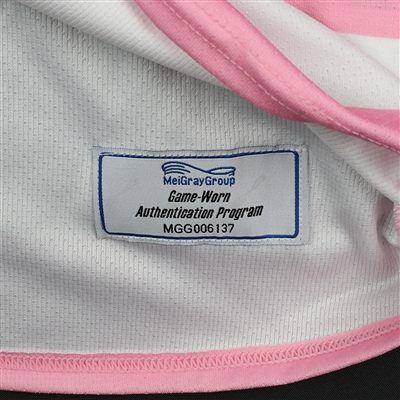 MeiGrayGroup
Game-Worn
Authentication Program
MGG006137